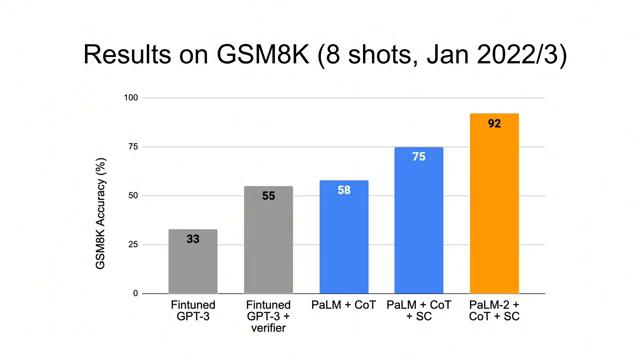 Results on GSM8K (8 shots, Jan 2022/3)
100
75
50
25
0
GSM8K Accuracy (%)
33
55
58
75
92
Fintuned
GPT-3
Fintuned
GPT-3 +
verifier
PaLM + CoT
PaLM + CoT
+ SC
PaLM-2 +
CoT + SC